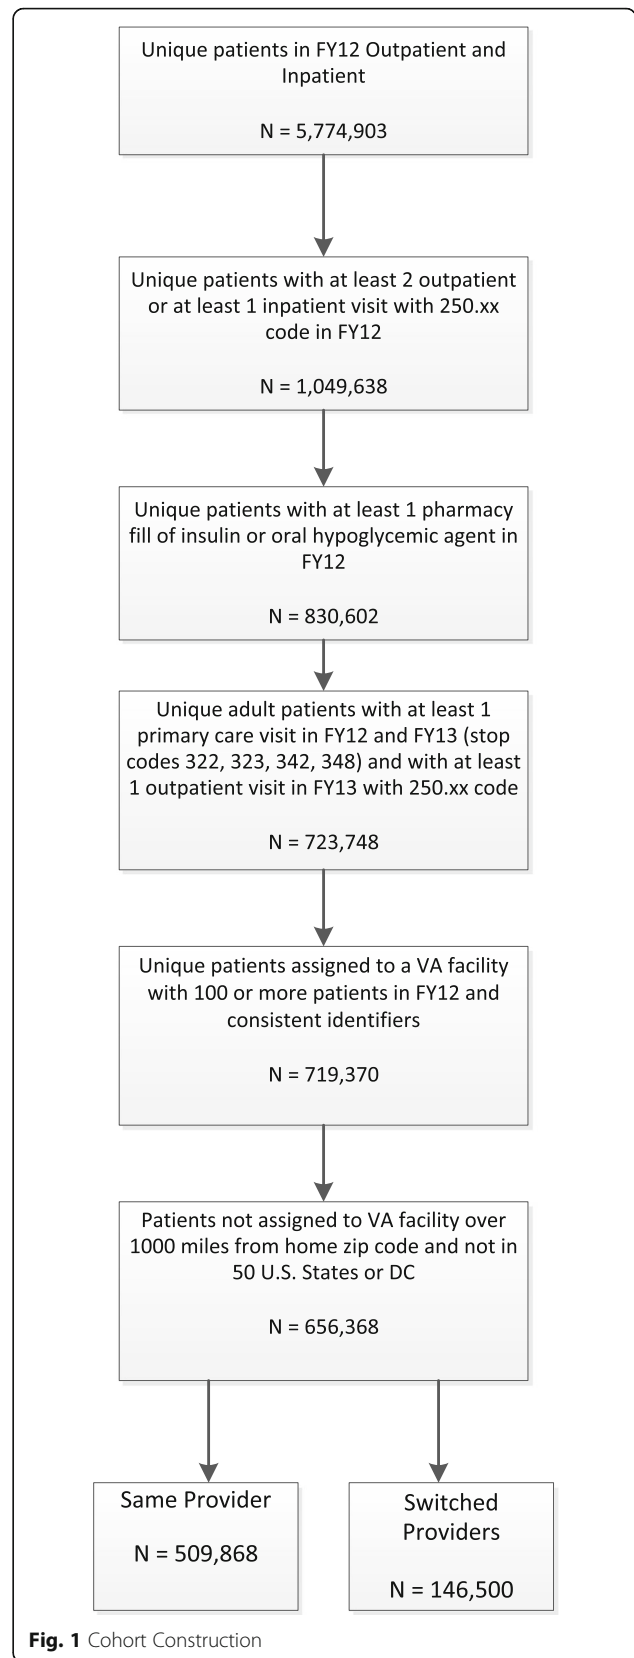 Unique patients in FY12 Outpatient and
Inpatient
N = 5,774,903
Unique patients with at least 2 outpatient
or at least 1 inpatient visit with 250.xx
code in FY12
N = 1,049,638
Unique patients with at least 1 pharmacy
fill of insulin or oral hypoglycemic agent in
FY12
N = 830,602
Unique adult patients with at least 1
primary care visit in FY12 and FY13 (stop
codes 322, 323, 342, 348) and with at least
1 outpatient visit in FY13 with 250.xx code
N = 723,748
Unique patients assigned to a VA facility
with 100 or more patients in FY12 and
consistent identifiers
N = 719,370
Patients not assigned to VA facility over
1000 miles from home zip code and not in
50 U.S. States or DC
N = 656,368
Same Provider
N = 509,868
Switched
Providers
N = 146,500
Fig. 1 Cohort Construction